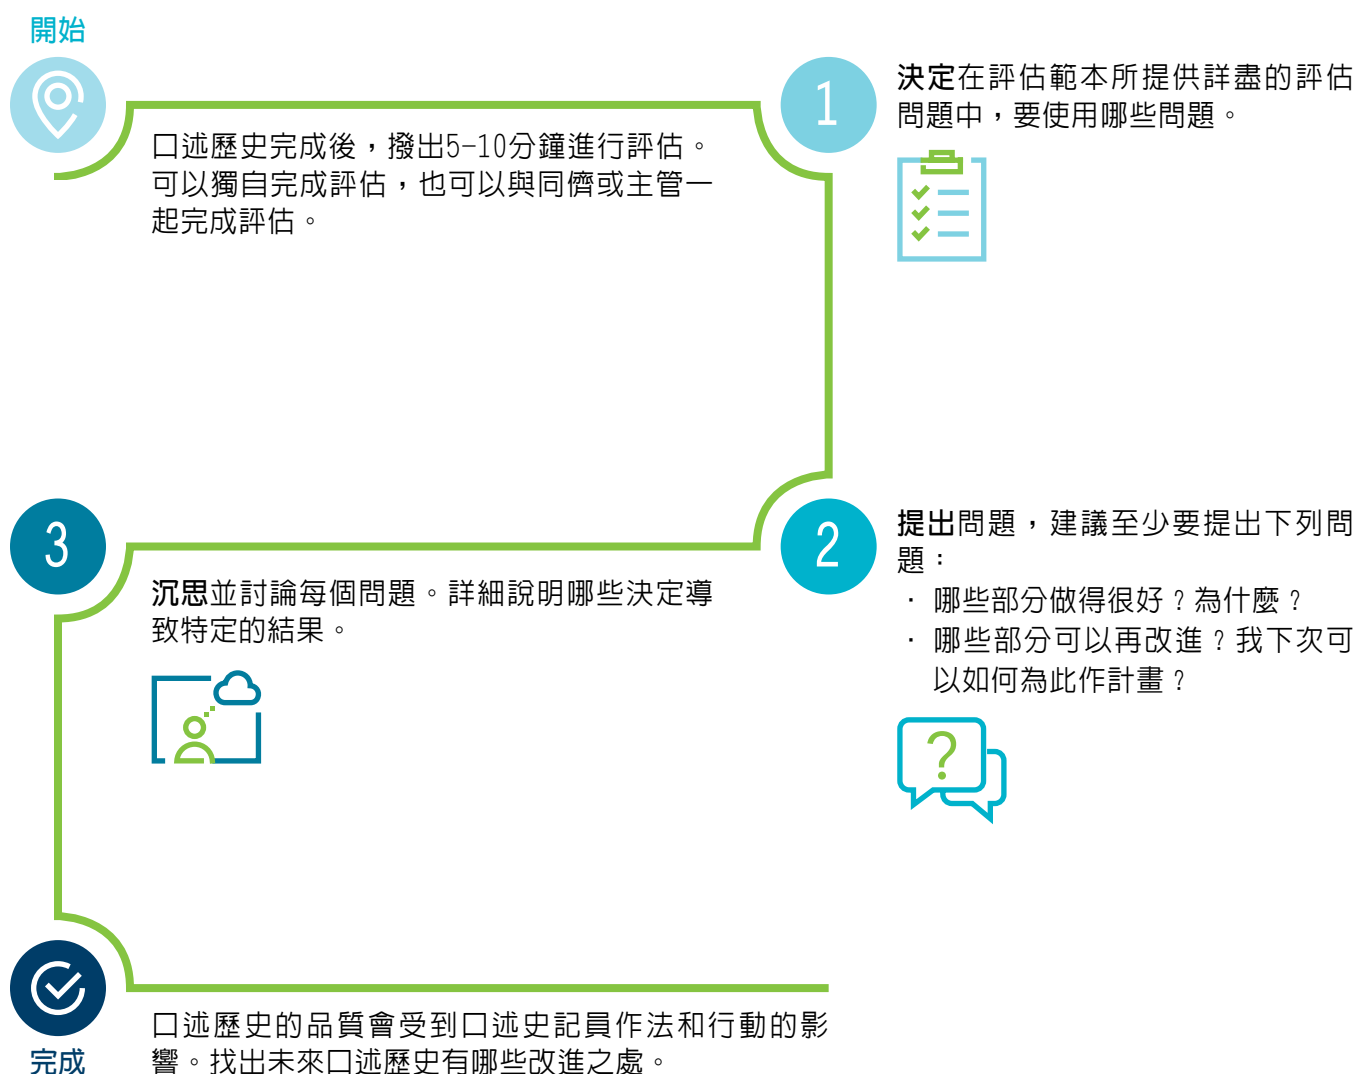 開始
口述歷史完成後，撥出5-10分鐘進行評估。
可以獨自完成評估，也可以與同儕或主管一
起完成評估。
1
決定在評估範本所提供詳盡的評估
問題中，要使用哪些問題。
2
提出問題，建議至少要提出下列問
題：
· 哪些部分做得很好？為什麼？
· 哪些部分可以再改進？我下次可
以如何為此作計畫？
?
3
沉思並討論每個問題。詳細說明哪些決定導
致特定的結果。
完成
口述歷史的品質會受到口述史記員作法和行動的影
響。找出未來口述歷史有哪些改進之處。